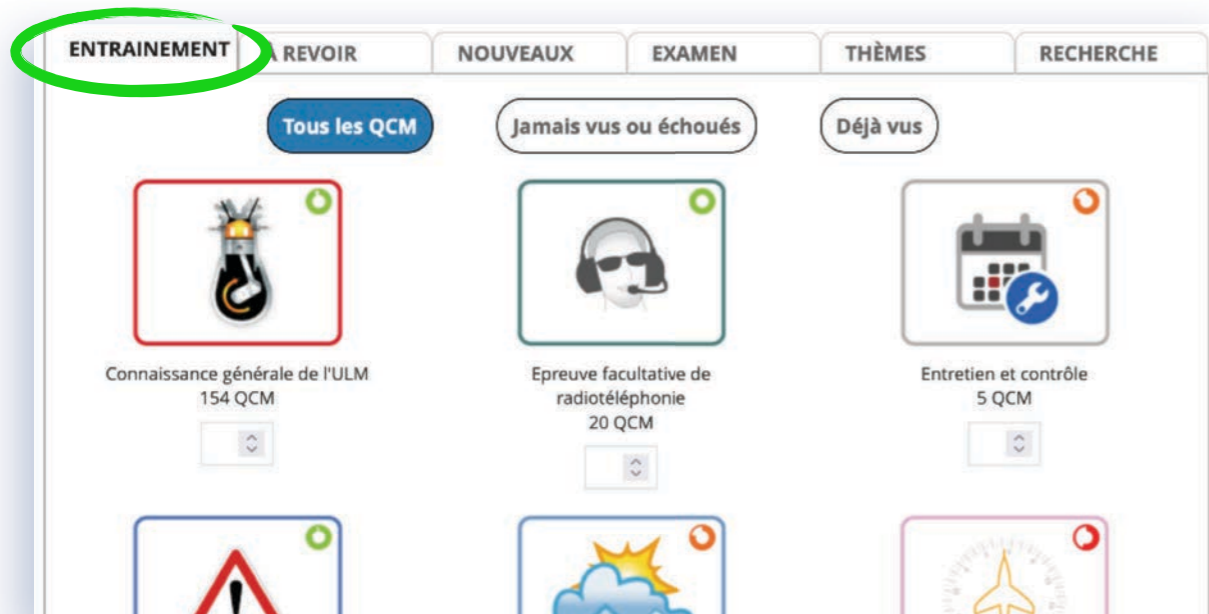 ENTRAINEMENT
À REVOIR
NOUVEAUX
EXAMEN
THÈMES
RECHERCHE
Tous les QCM
Jamais vus ou échoués
Déjà vus
Connaissance générale de l'ULM
154 QCM
Epreuve facultative de
radiotéléphonie
20 QCM
Entretien et contrôle
5 QCM